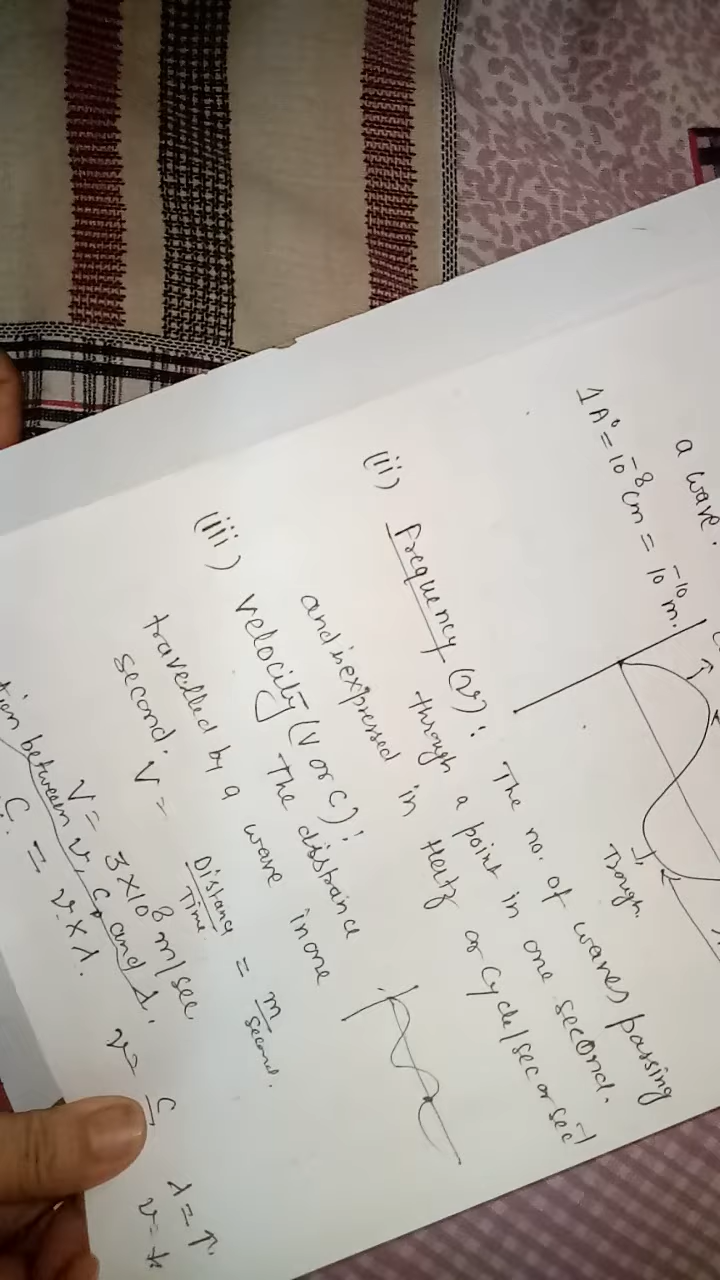 a wave.
1 A° = 10⁻⁸ cm = 10⁻¹⁰ m.
Trough.
(ii) Frequency (ν): The no. of waves passing
through a point in one second.
and is expressed in Hertz or Cycle/sec or sec⁻¹
(iii) velocity (V or C): The distance
travelled by a wave in one
second. V = Distance/Time = m/second.
V = 3×10⁸ m/sec
between ν, C, and λ.
C = ν × λ.
ν = C
λ =
ν =